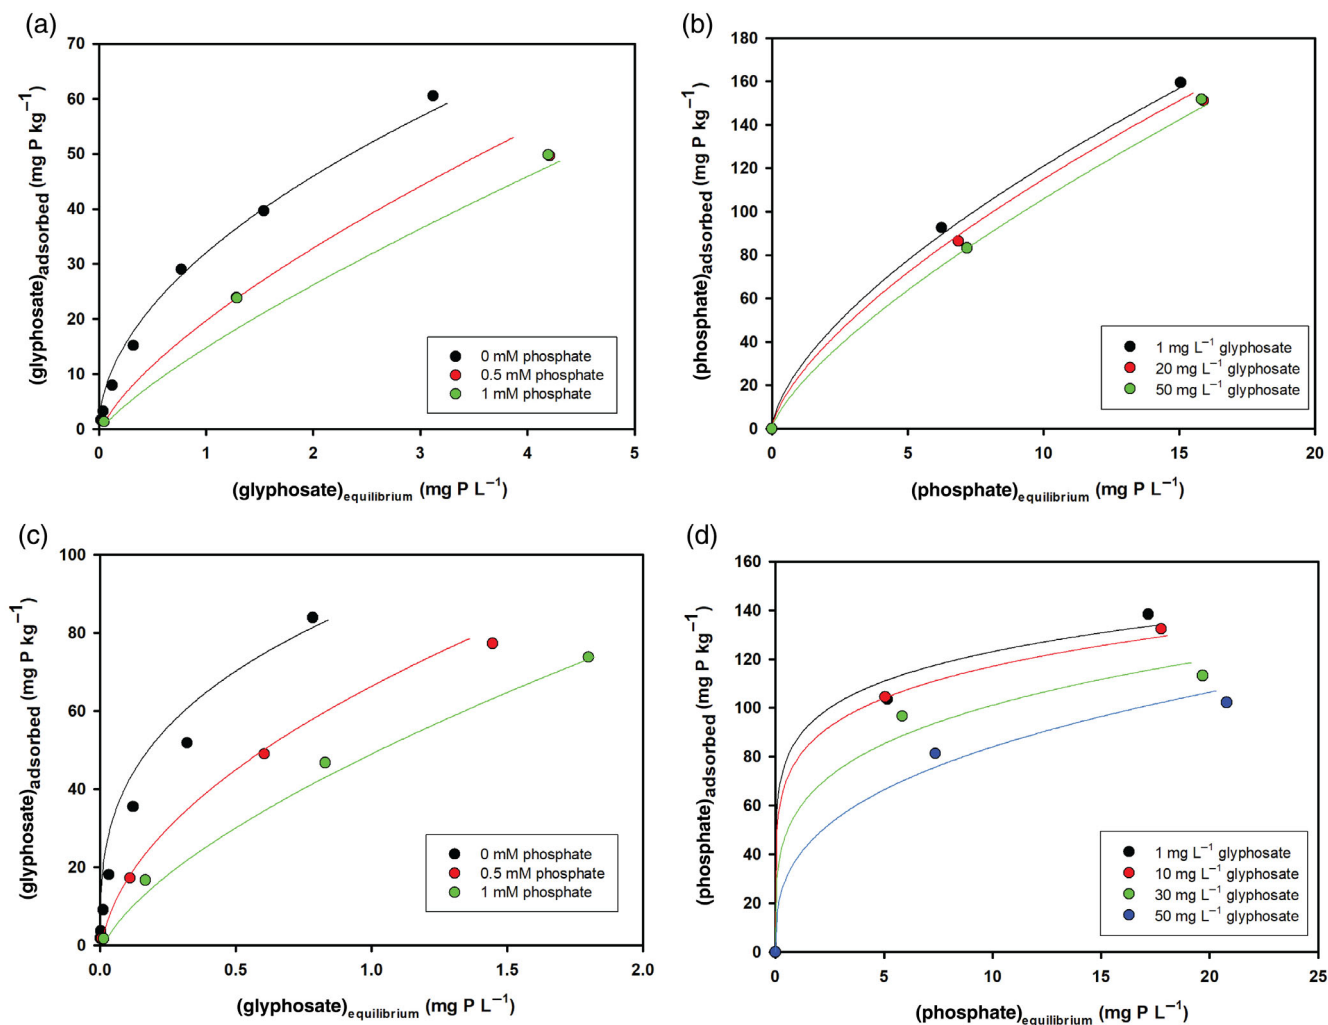 (a)
70
60
50
40
30
20
10
0
(glyphosate)adsorbed (mg P kg−1)
0 mM phosphate
0.5 mM phosphate
1 mM phosphate
0 1 2 3 4 5
(glyphosate)equilibrium (mg P L−1)
(b)
180
160
140
120
100
80
60
40
20
0
(phosphate)adsorbed (mg P kg−1)
1 mg L−1 glyphosate
20 mg L−1 glyphosate
50 mg L−1 glyphosate
0 5 10 15 20
(phosphate)equilibrium (mg P L−1)
(c)
100
80
60
40
20
0
(glyphosate)adsorbed (mg P kg−1)
0 mM phosphate
0.5 mM phosphate
1 mM phosphate
0.0 0.5 1.0 1.5 2.0
(glyphosate)equilibrium (mg P L−1)
(d)
160
140
120
100
80
60
40
20
0
(phosphate)adsorbed (mg P kg−1)
1 mg L−1 glyphosate
10 mg L−1 glyphosate
30 mg L−1 glyphosate
50 mg L−1 glyphosate
0 5 10 15 20 25
(phosphate)equilibrium (mg P L−1)